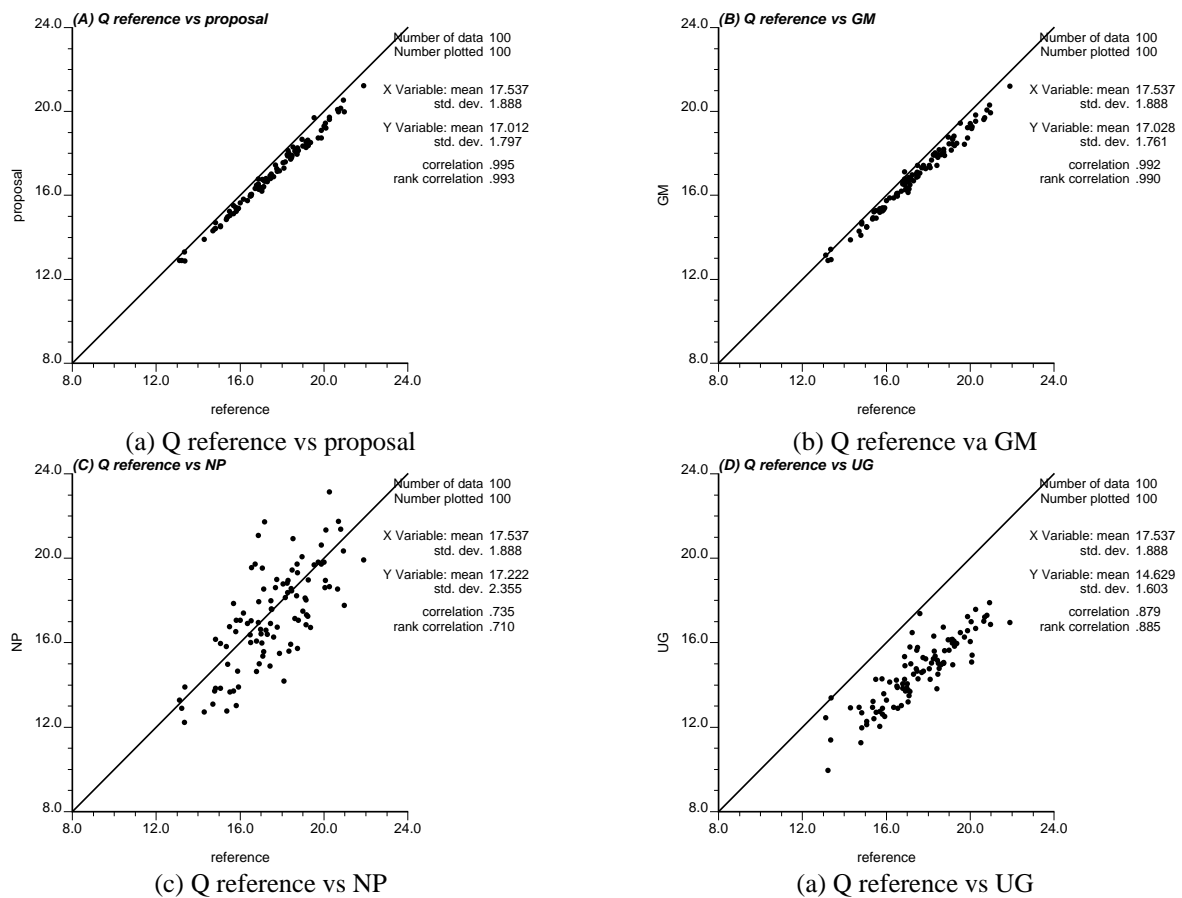 (A) Q reference vs proposal
Number of data 100
Number plotted 100
X Variable: mean 17.537
std. dev. 1.888
Y Variable: mean 17.012
std. dev. 1.797
correlation .995
rank correlation .993
24.0
20.0
16.0
12.0
8.0
proposal
8.0 12.0 16.0 20.0 24.0
reference
(a) Q reference vs proposal
(B) Q reference vs GM
Number of data 100
Number plotted 100
X Variable: mean 17.537
std. dev. 1.888
Y Variable: mean 17.028
std. dev. 1.761
correlation .992
rank correlation .990
24.0
20.0
16.0
12.0
8.0
GM
8.0 12.0 16.0 20.0 24.0
reference
(b) Q reference va GM
(C) Q reference vs NP
Number of data 100
Number plotted 100
X Variable: mean 17.537
std. dev. 1.888
Y Variable: mean 17.222
std. dev. 2.355
correlation .735
rank correlation .710
24.0
20.0
16.0
12.0
8.0
NP
8.0 12.0 16.0 20.0 24.0
reference
(c) Q reference vs NP
(D) Q reference vs UG
Number of data 100
Number plotted 100
X Variable: mean 17.537
std. dev. 1.888
Y Variable: mean 14.629
std. dev. 1.603
correlation .879
rank correlation .885
24.0
20.0
16.0
12.0
8.0
UG
8.0 12.0 16.0 20.0 24.0
reference
(a) Q reference vs UG